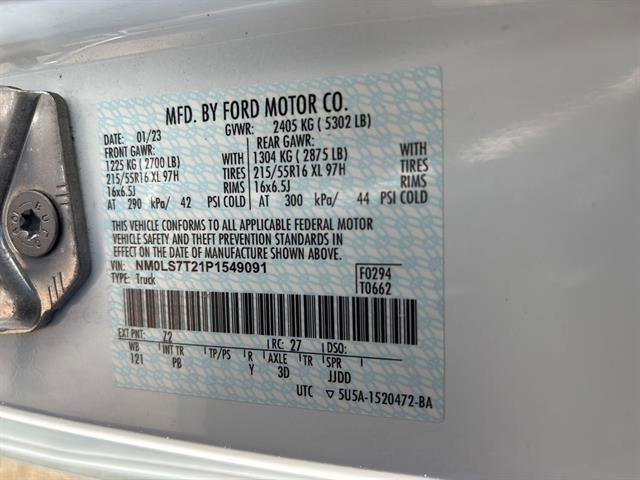 MFD. BY FORD MOTOR CO.
DATE: 01/23 GVWR: 2405 KG ( 5302 LB)
FRONT GAWR: REAR GAWR:
1225 KG ( 2700 LB) WITH 1304 KG ( 2875 LB) WITH
215/55R16 XL 97H TIRES 215/55R16 XL 97H TIRES
16x6.5J RIMS 16x6.5J RIMS
AT 290 kPa/ 42 PSI COLD AT 300 kPa/ 44 PSI COLD
THIS VEHICLE CONFORMS TO ALL APPLICABLE FEDERAL MOTOR
VEHICLE SAFETY AND THEFT PREVENTION STANDARDS IN
EFFECT ON THE DATE OF MANUFACTURE SHOWN ABOVE.
VIN: NM0LS7T21P1549091 F0294
TYPE: Truck T0662
EXT PNT: 72 RC: 27 DSO:
WB INT TR TP/PS R AXLE TR SPR
121 PB Y 3D JJDD
UTC ▽ 5U5A-1520472-BA